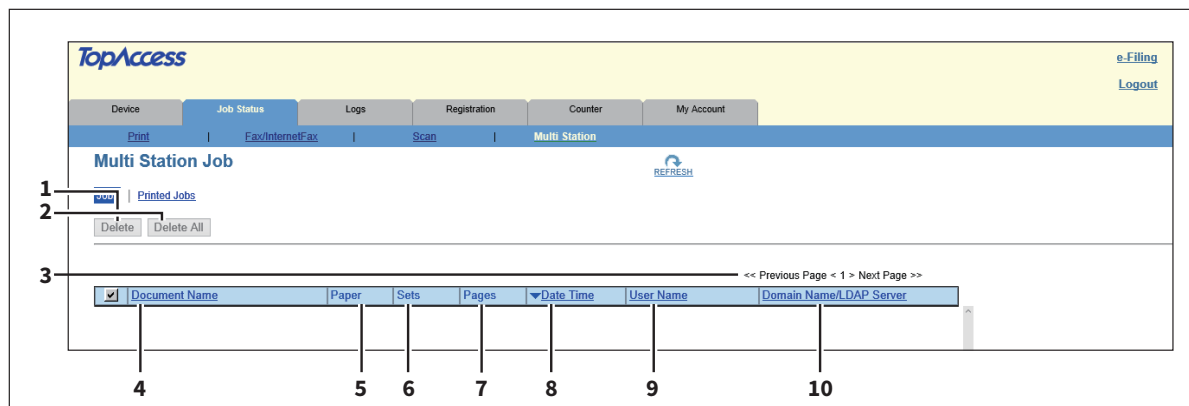 TopAccess
e-Filing
Logout
Device Job Status Logs Registration Counter My Account
Print | Fax/InternetFax | Scan | Multi Station
Multi Station Job
REFRESH
1
Job | Printed Jobs
2
Delete Delete All
3
<< Previous Page < 1 > Next Page >>
Document Name Paper Sets Pages Date Time User Name Domain Name/LDAP Server
4 5 6 7 8 9 10